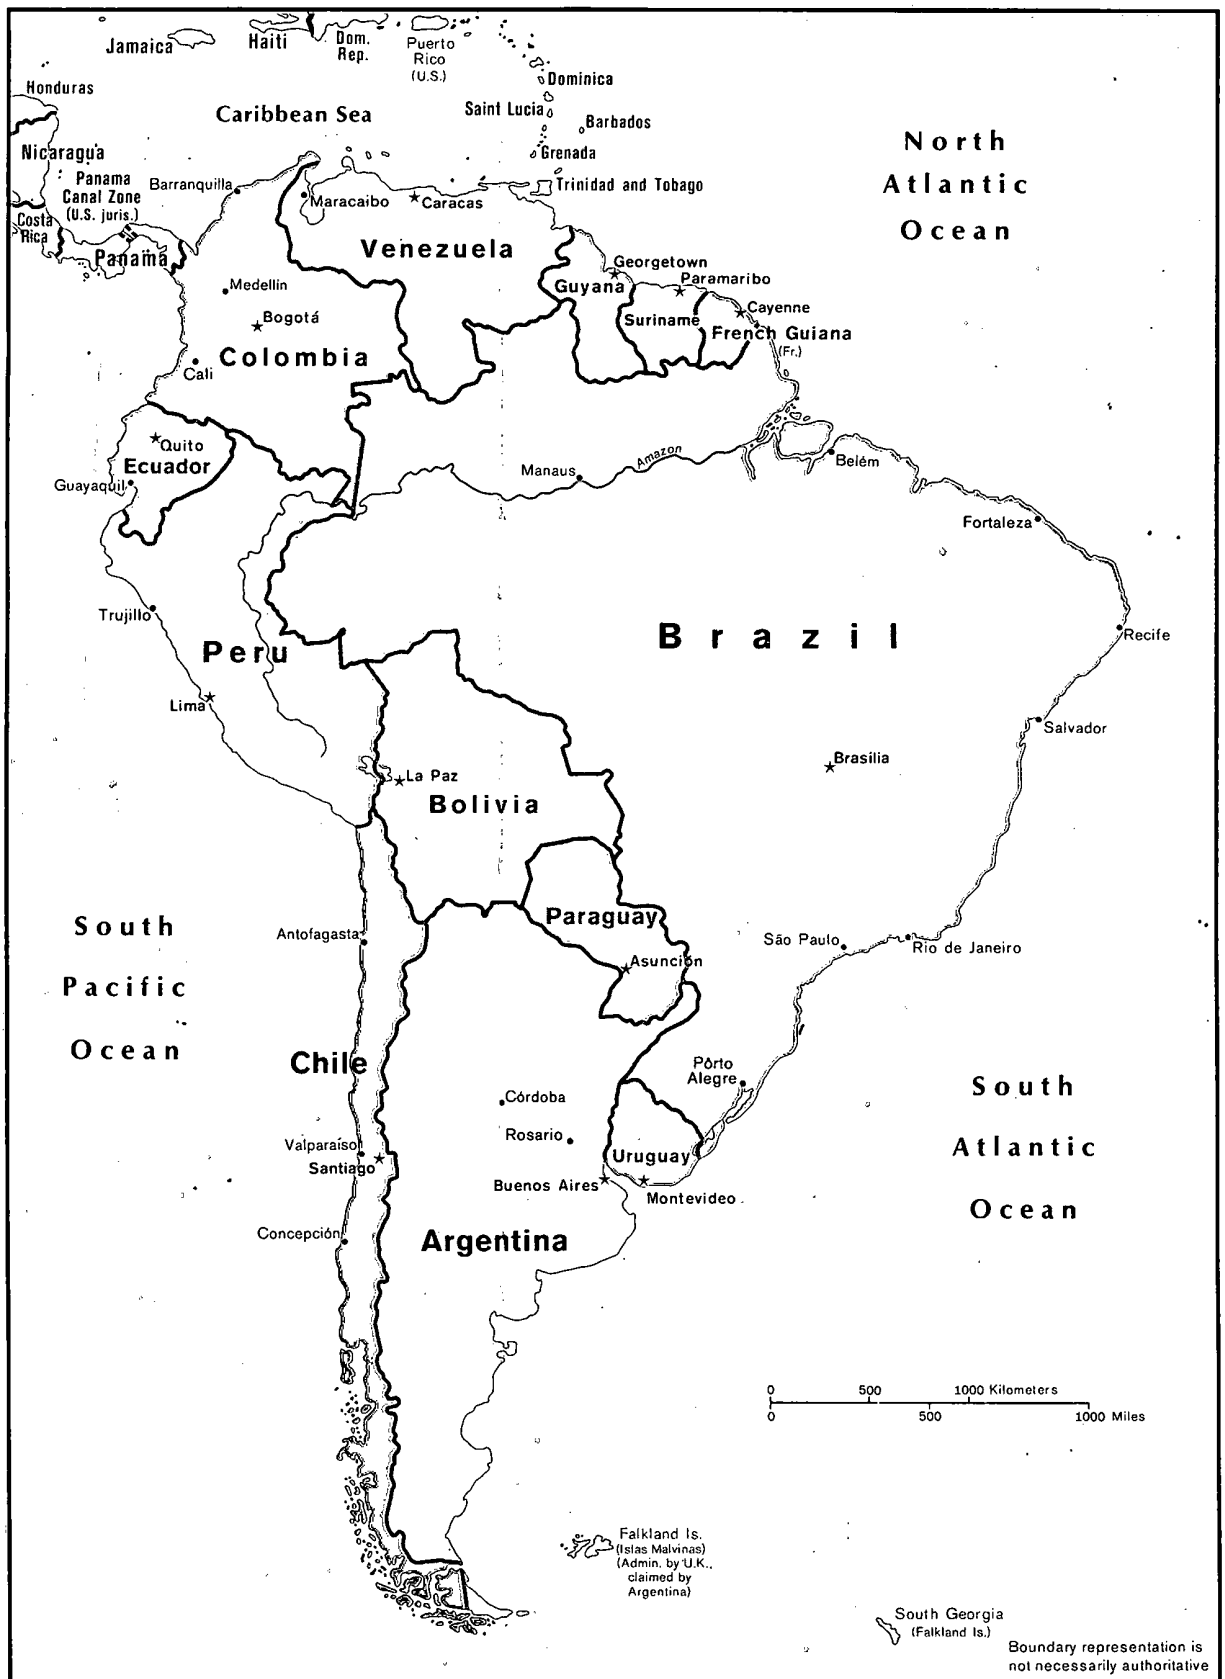 Jamaica
Haiti
Dom.
Rep.
Puerto
Rico
(U.S.)
Honduras
Dominica
Saint Lucia
Caribbean Sea
Barbados
Nicaragua
Grenada
North
Atlantic
Ocean
Panama
Canal Zone
(U.S. juris.)
Barranquilla
Maracaibo
Caracas
Trinidad and Tobago
Costa
Rica
Panamá
Venezuela
Georgetown
Paramaribo
Guyana
Cayenne
Suriname
French Guiana
(Fr.)
Medellín
Bogotá
Colombia
Cali
Quito
Ecuador
Guayaquil
Manaus
Amazon
Belém
Fortaleza
Trujillo
Peru
Brazil
Recife
Lima
Salvador
La Paz
Bolivia
Brasília
South
Pacific
Ocean
Antofagasta
Paraguay
Asunción
São Paulo
Rio de Janeiro
Chile
Pôrto
Alegre
Córdoba
Rosario
South
Atlantic
Ocean
Valparaíso
Santiago
Uruguay
Buenos Aires
Montevideo
Concepción
Argentina
0 500 1000 Kilometers
0 500 1000 Miles
Falkland Is.
(Islas Malvinas)
(Admin. by U.K.,
claimed by
Argentina)
South Georgia
(Falkland Is.)
Boundary representation is
not necessarily authoritative